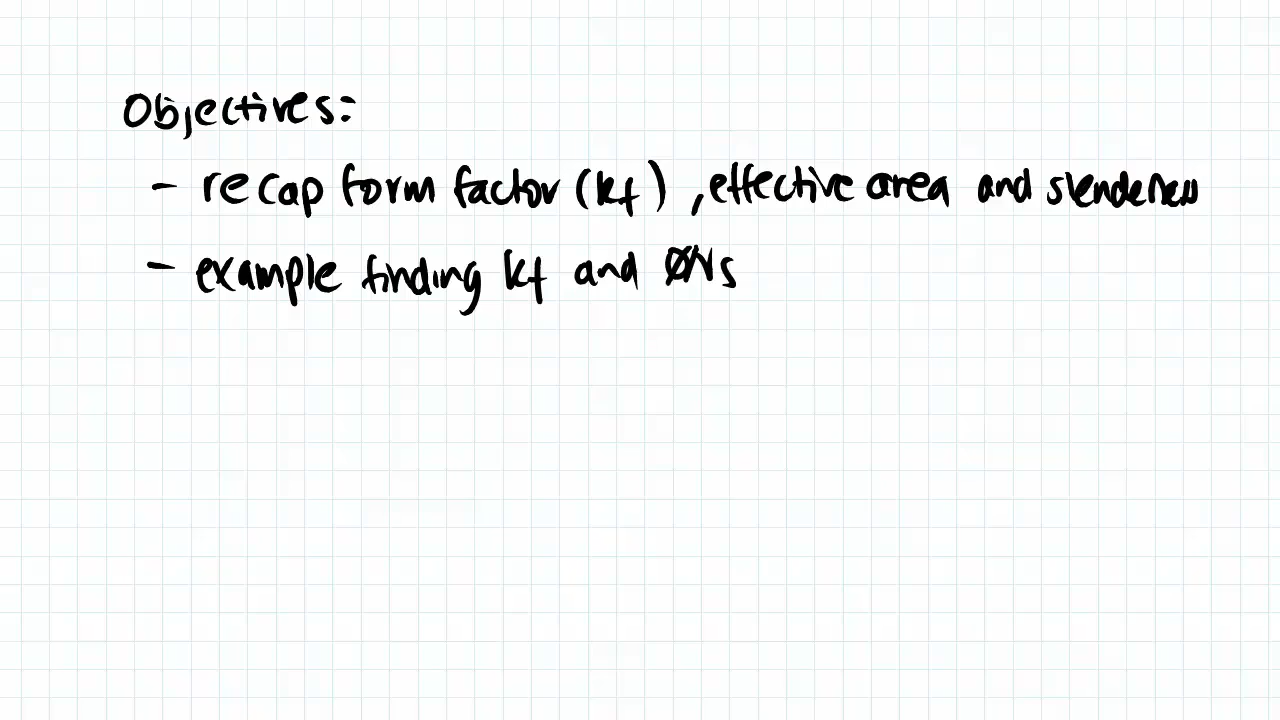 Objectives:
- recap form factor (kf), effective area and slenderness
- example finding kf and ØNs